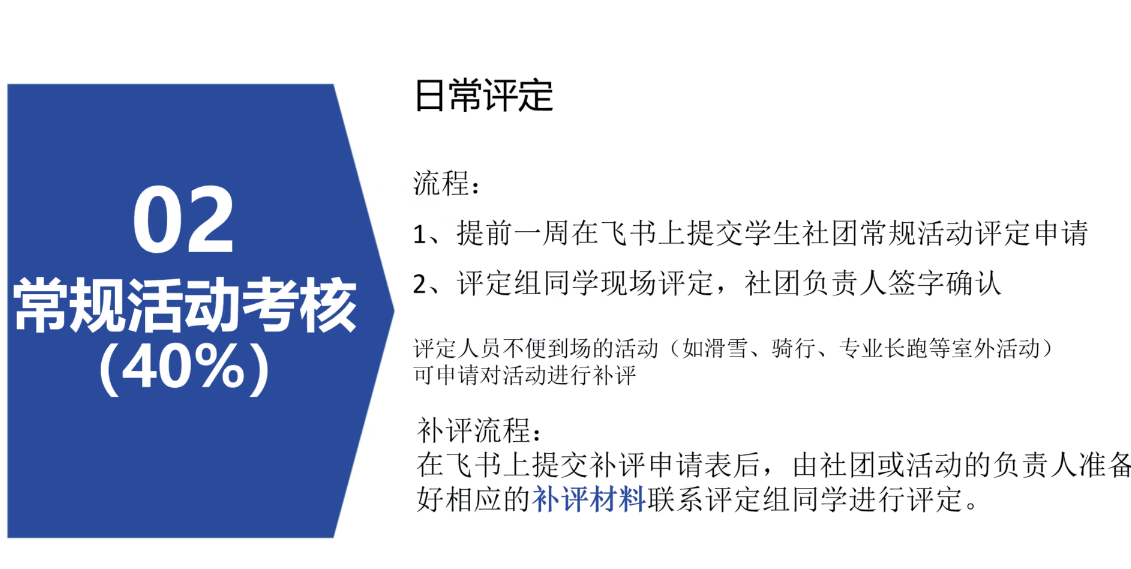 02
常规活动考核
(40%)
日常评定
流程：
1、提前一周在飞书上提交学生社团常规活动评定申请
2、评定组同学现场评定，社团负责人签字确认
评定人员不便到场的活动（如滑雪、骑行、专业长跑等室外活动）
可申请对活动进行补评
补评流程：
在飞书上提交补评申请表后，由社团或活动的负责人准备
好相应的补评材料联系评定组同学进行评定。